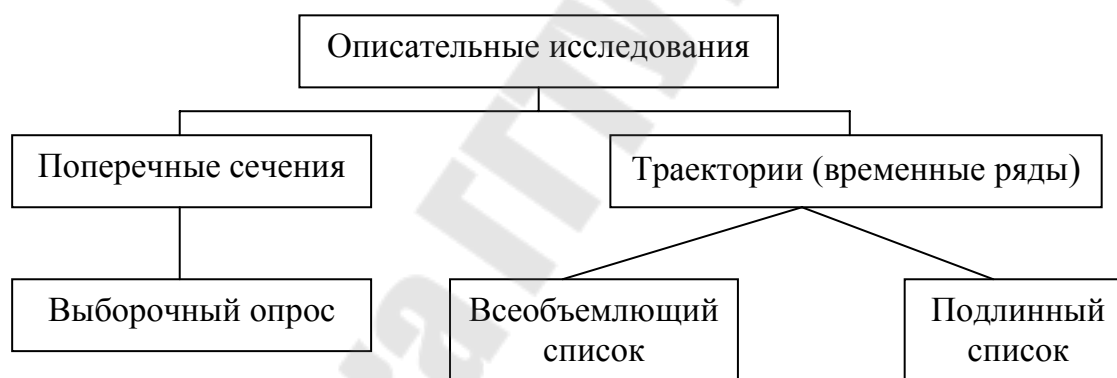 Описательные исследования
Поперечные сечения
Траектории (временные ряды)
Выборочный опрос
Всеобъемлющий
список
Подлинный
список